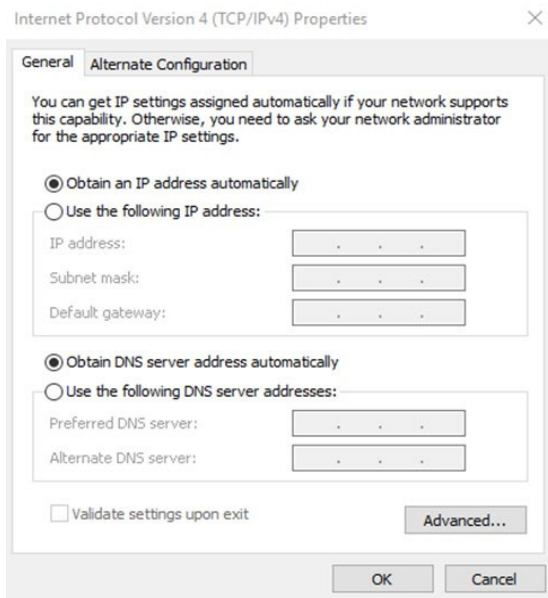 Internet Protocol Version 4 (TCP/IPv4) Properties
General
Alternate Configuration
You can get IP settings assigned automatically if your network supports
this capability. Otherwise, you need to ask your network administrator
for the appropriate IP settings.
Obtain an IP address automatically
Use the following IP address:
IP address:
Subnet mask:
Default gateway:
Obtain DNS server address automatically
Use the following DNS server addresses:
Preferred DNS server:
Alternate DNS server:
Validate settings upon exit
Advanced...
OK
Cancel